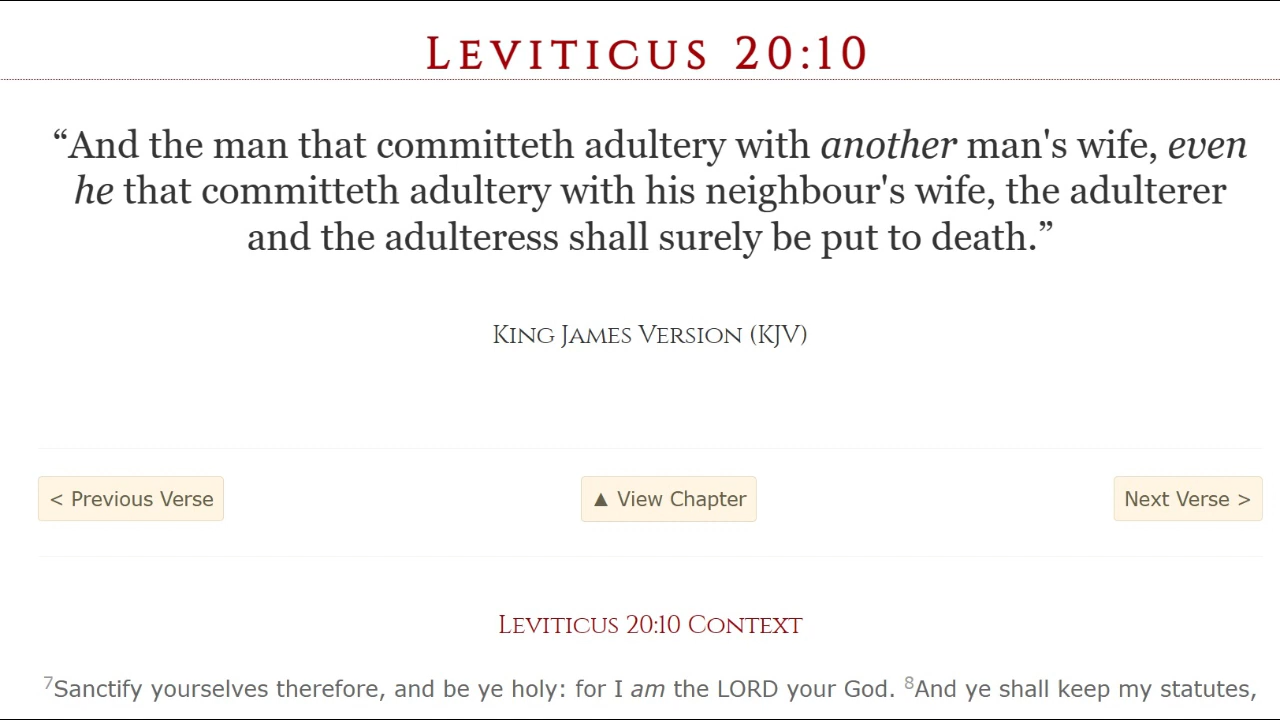 LEVITICUS 20:10
“And the man that committeth adultery with another man's wife, even
he that committeth adultery with his neighbour's wife, the adulterer
and the adulteress shall surely be put to death.”
KING JAMES VERSION (KJV)
< Previous Verse
▲ View Chapter
Next Verse >
LEVITICUS 20:10 CONTEXT
7Sanctify yourselves therefore, and be ye holy: for I am the LORD your God. 8And ye shall keep my statutes,